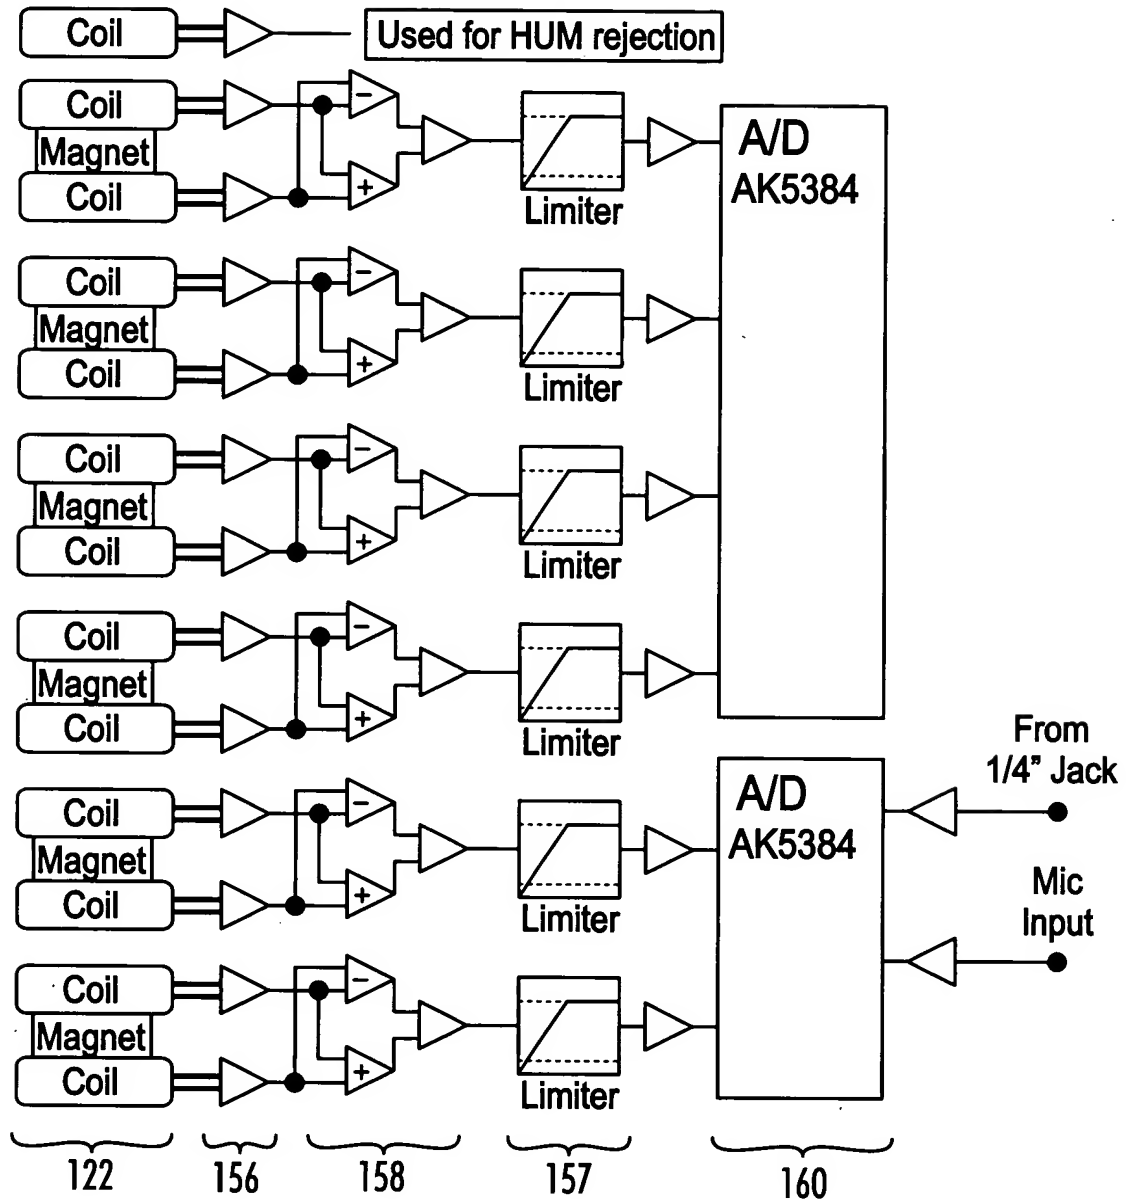 Coil
Used for HUM rejection
Coil
Magnet
Coil
−
+
Limiter
A/D
AK5384
Coil
Magnet
Coil
−
+
Limiter
Coil
Magnet
Coil
−
+
Limiter
Coil
Magnet
Coil
−
+
Limiter
From
1/4" Jack
Coil
Magnet
Coil
−
+
Limiter
A/D
AK5384
Mic
Input
Coil
Magnet
Coil
−
+
Limiter
122
156
158
157
160